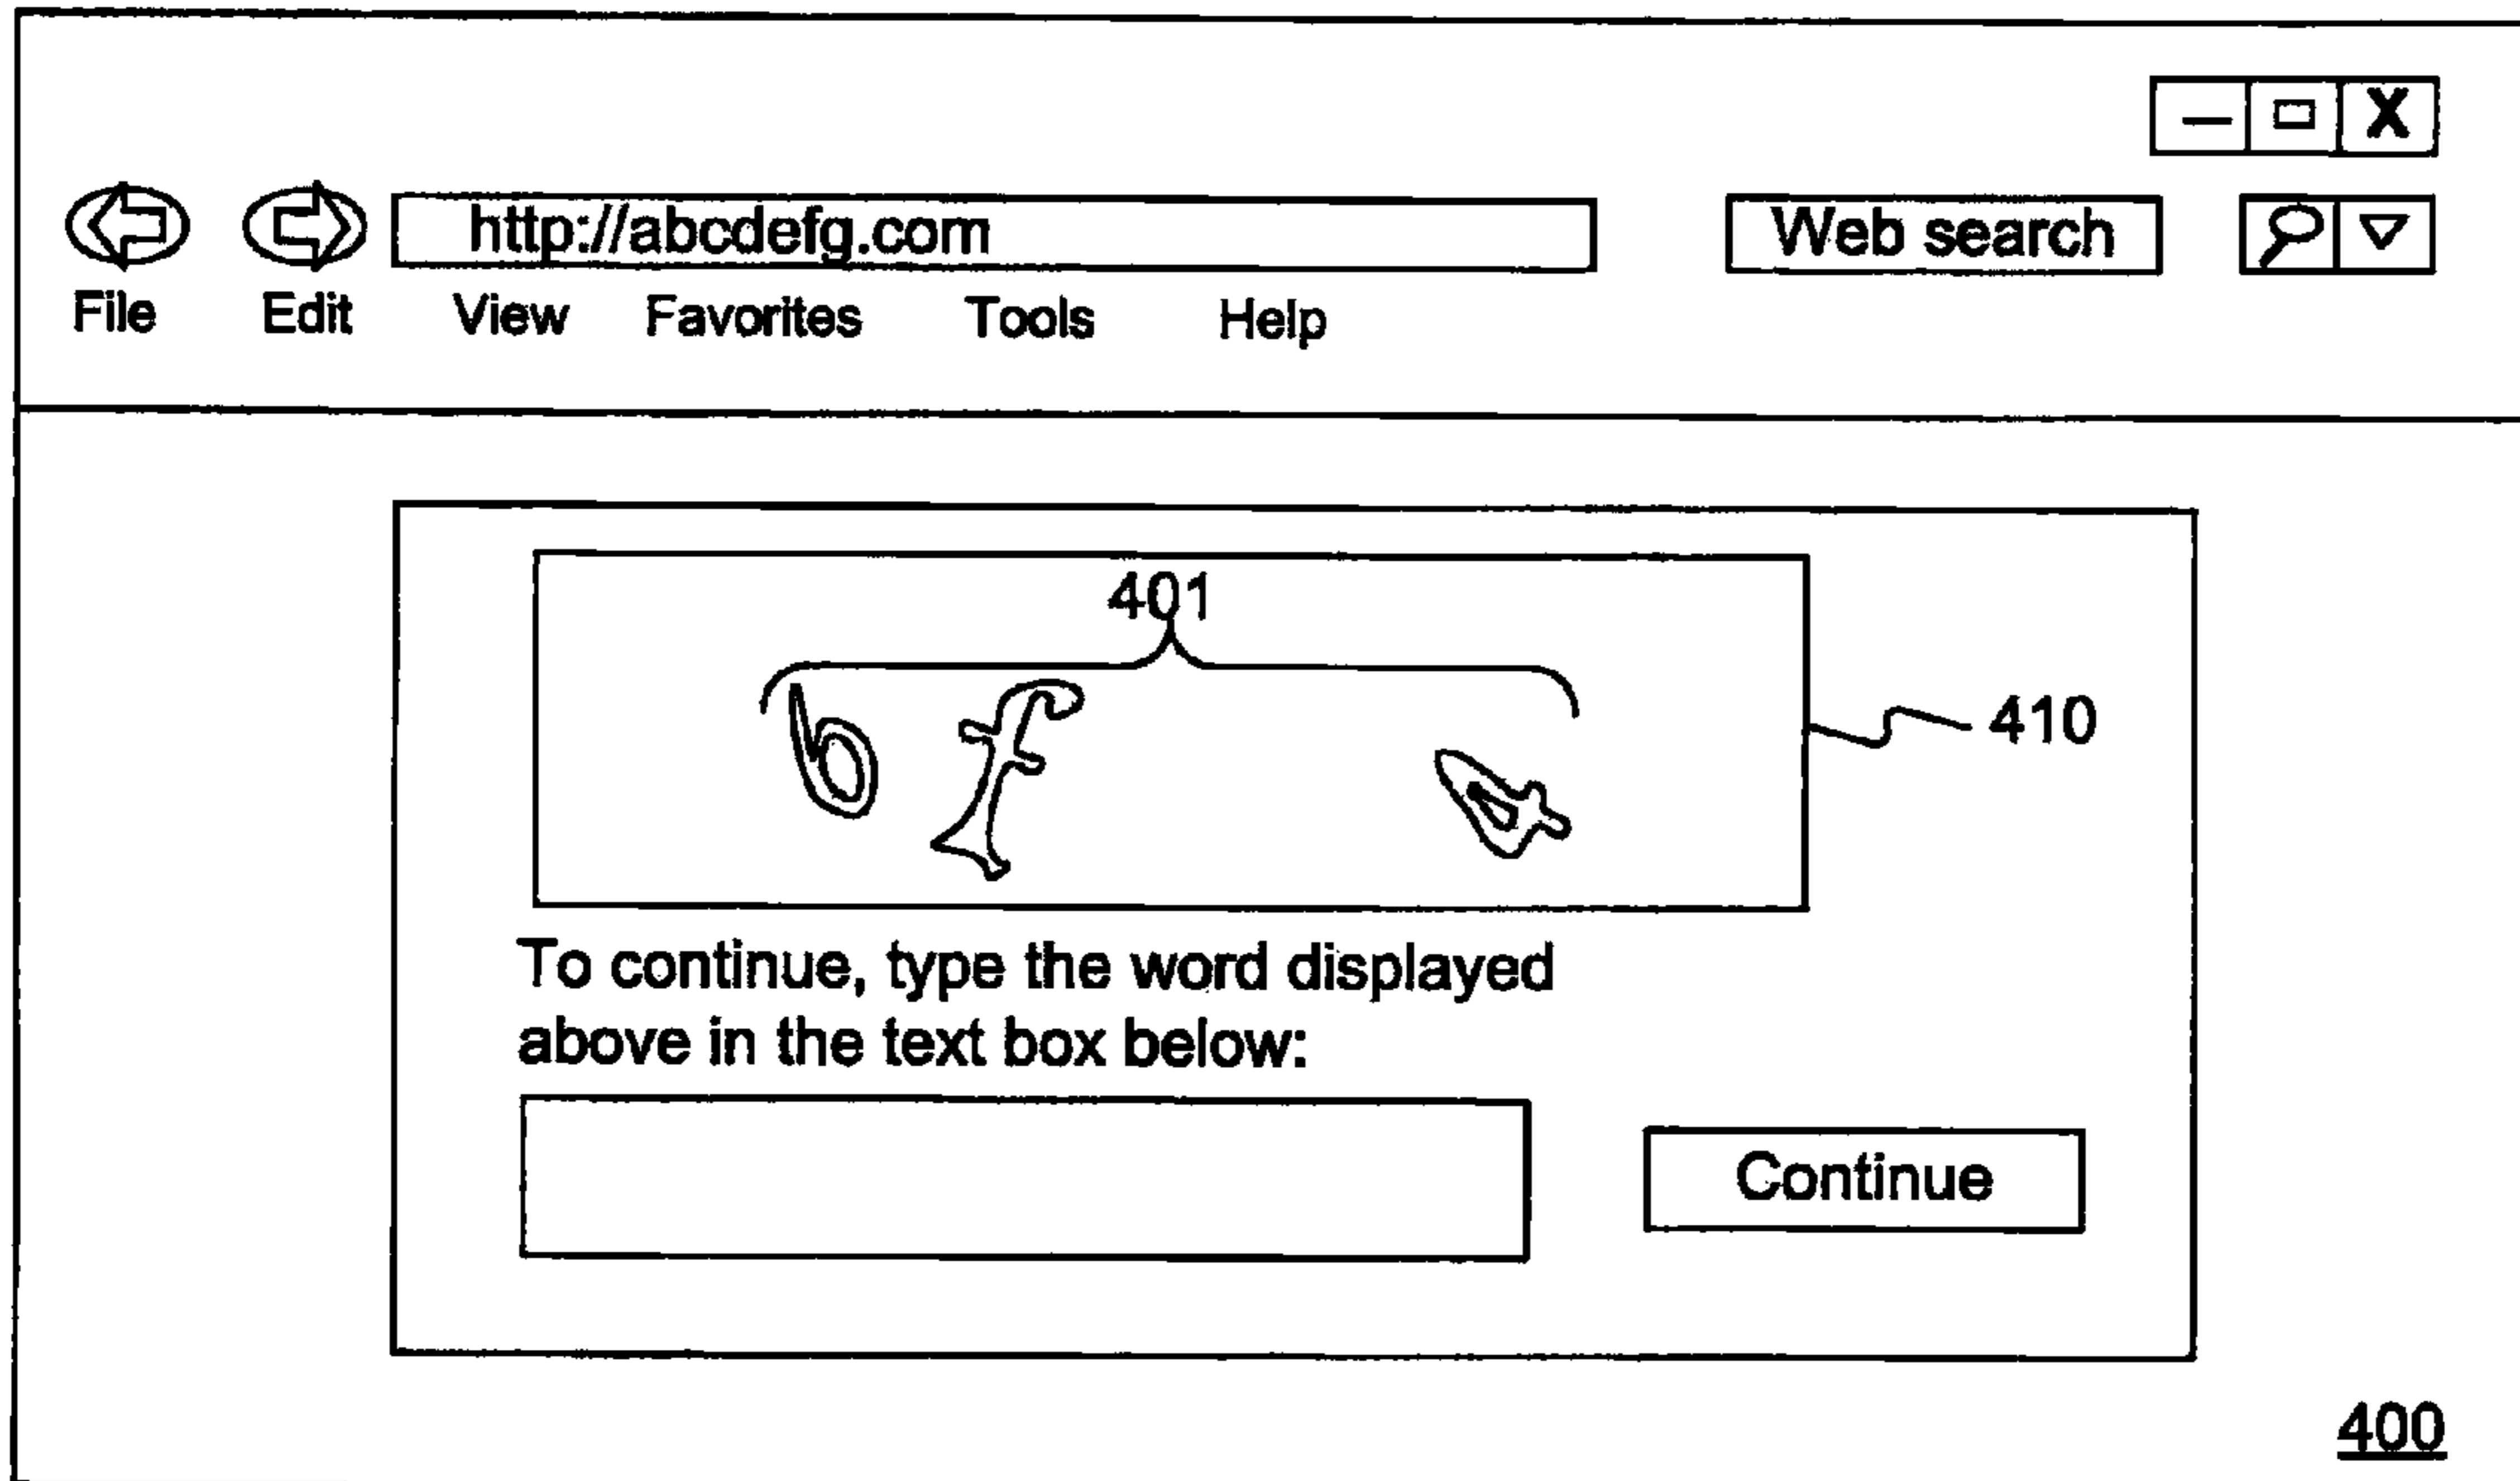 X
http://abcdefg.com Web search
File Edit View Favorites Tools Help
401
b f
410
To continue, type the word displayed
above in the text box below:
Continue
400